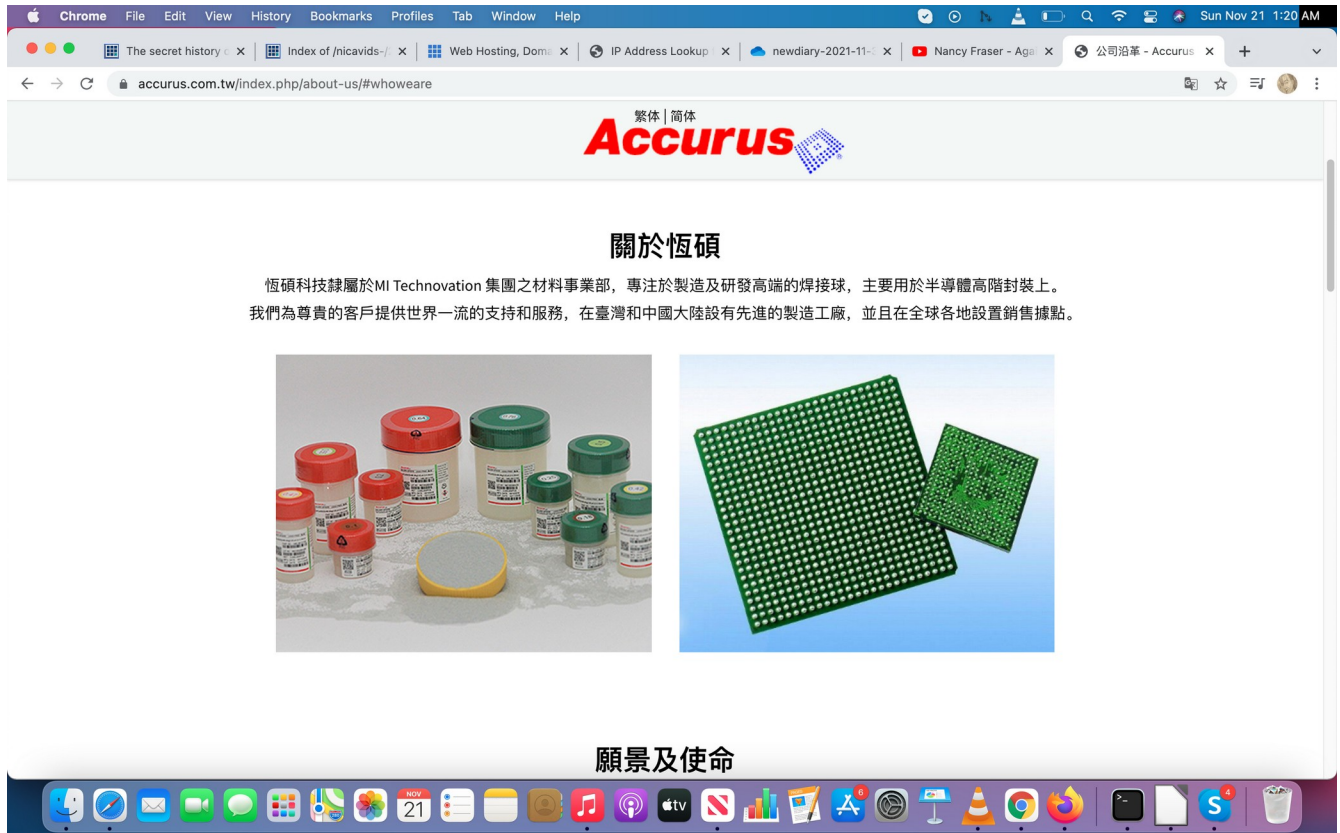 Chrome File Edit View History Bookmarks Profiles Tab Window Help Sun Nov 21 1:20 AM
The secret history Index of /nicavids-/ Web Hosting, Doma IP Address Lookup newdiary-2021-11- Nancy Fraser - Aga 公司沿革 - Accurus
accurus.com.tw/index.php/about-us/#whoweare
繁体 | 简体
Accurus
關於恆碩
恆碩科技隸屬於MI Technovation 集團之材料事業部，專注於製造及研發高端的焊接球，主要用於半導體高階封裝上。
我們為尊貴的客戶提供世界一流的支持和服務，在臺灣和中國大陸設有先進的製造工廠，並且在全球各地設置銷售據點。
願景及使命
NOV
21
tv
6
4